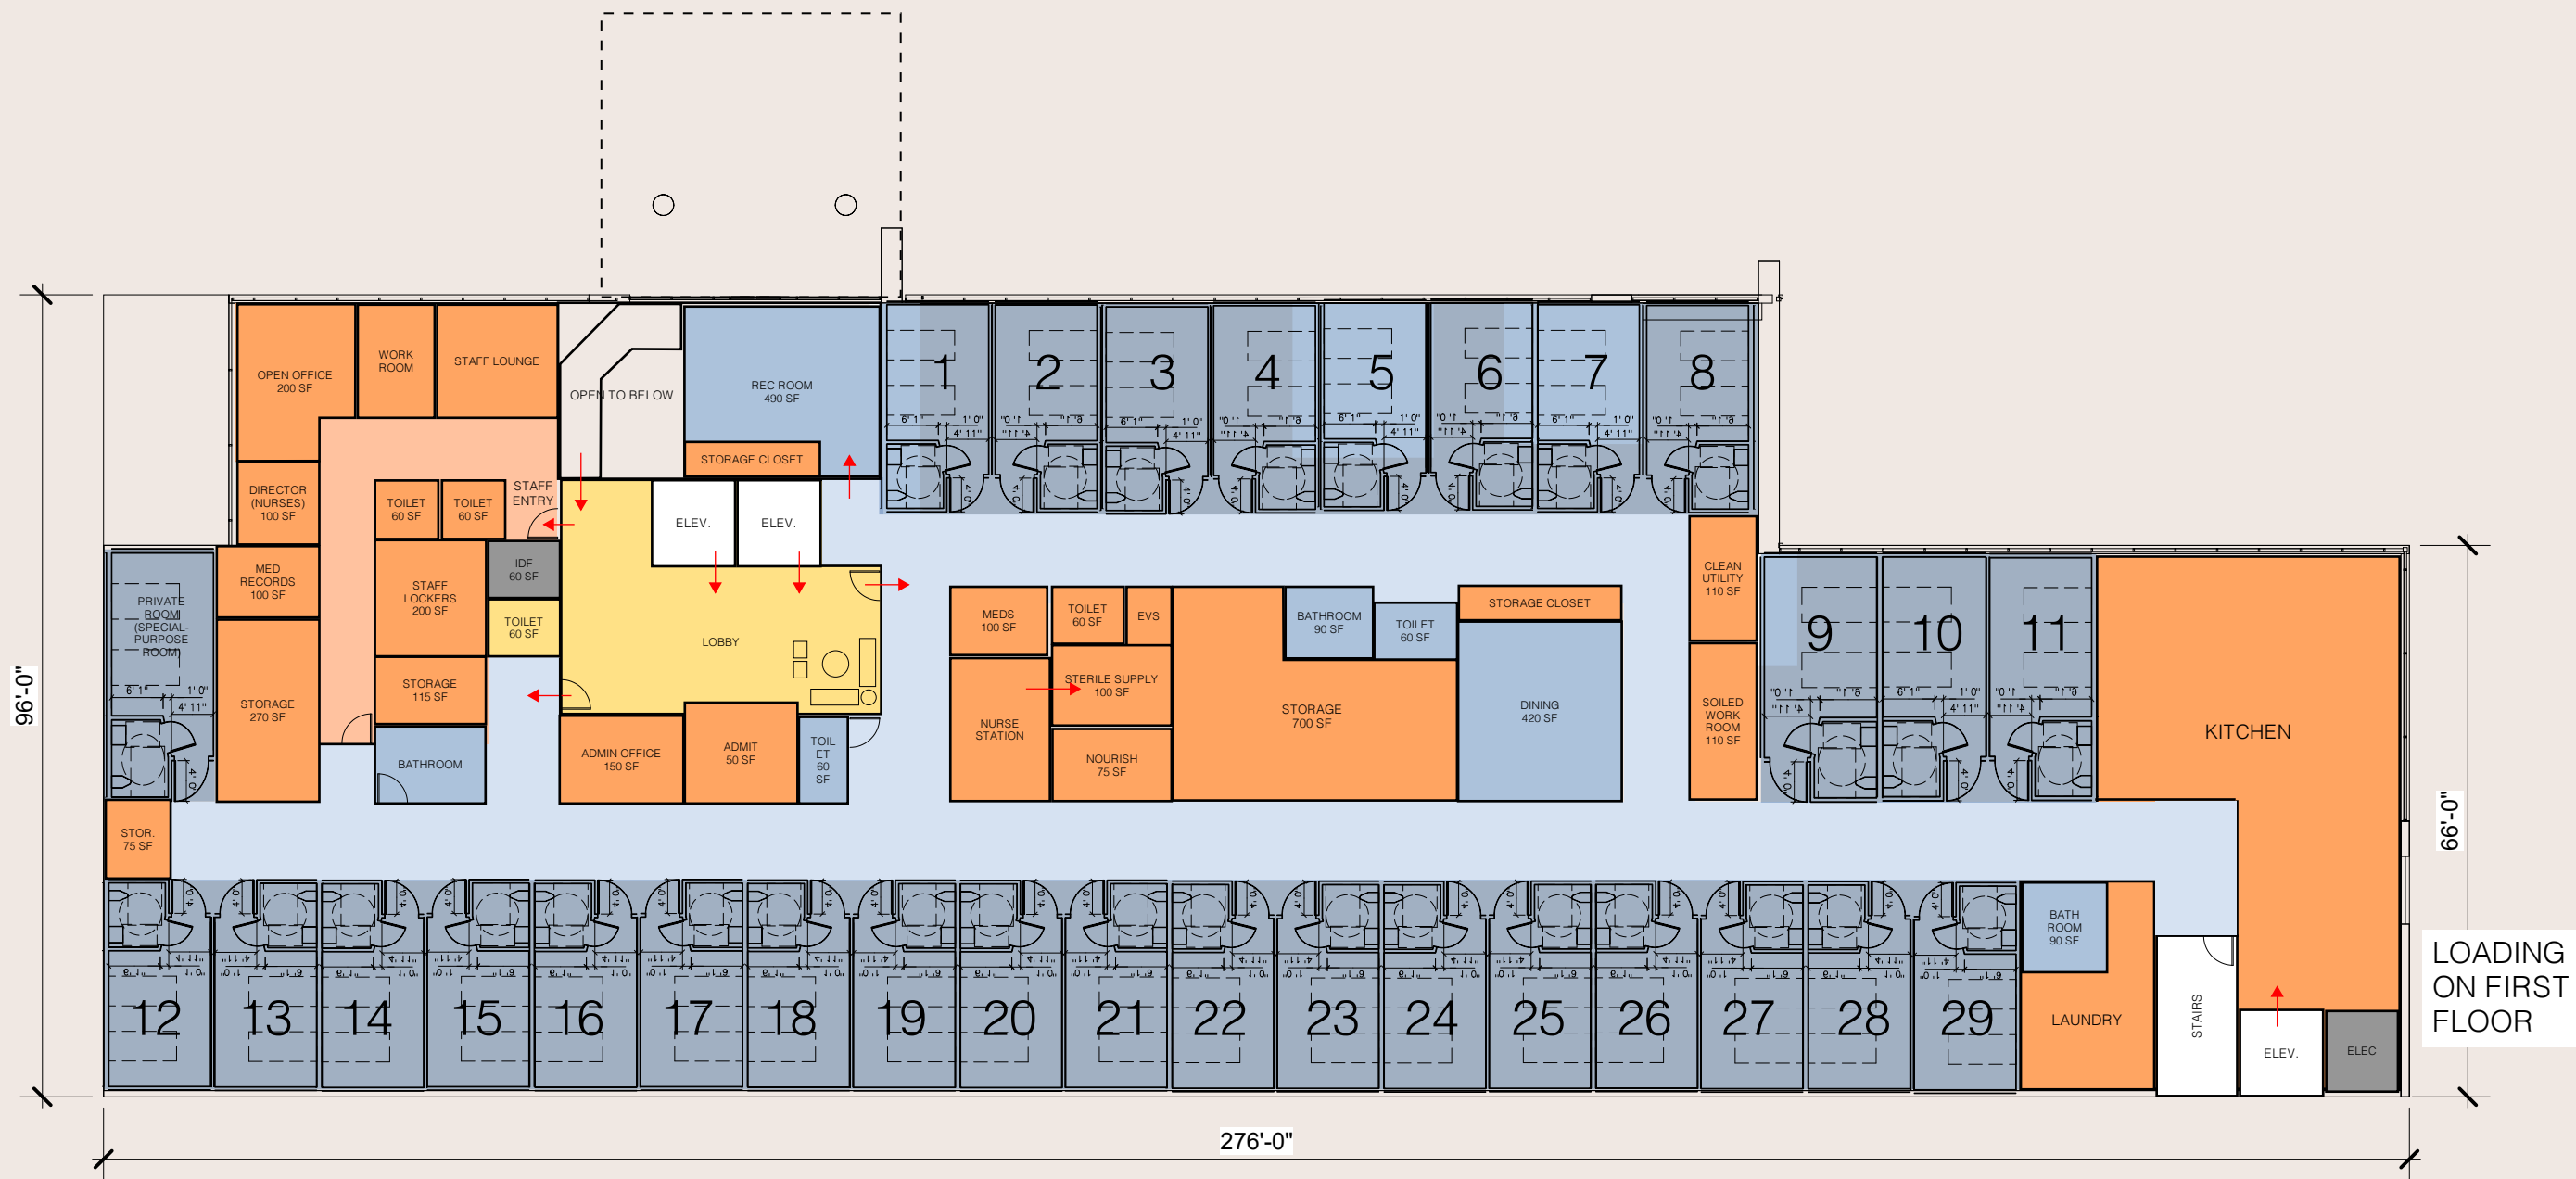 OPEN OFFICE
200 SF
WORK
ROOM
STAFF LOUNGE
OPEN TO BELOW
REC ROOM
490 SF
STORAGE CLOSET
1
2
3
4
5
6
7
8
DIRECTOR
(NURSES)
100 SF
TOILET
60 SF
TOILET
60 SF
STAFF
ENTRY
ELEV.
ELEV.
MED
RECORDS
100 SF
STAFF
LOCKERS
200 SF
IDF
60 SF
TOILET
60 SF
LOBBY
PRIVATE
ROOM
(SPECIAL-
PURPOSE
ROOM)
6' 1"
1' 0"
4' 11"
STORAGE
270 SF
STORAGE
115 SF
BATHROOM
ADMIN OFFICE
150 SF
ADMIT
50 SF
TOIL
ET
60
SF
MEDS
100 SF
TOILET
60 SF
EVS
STERILE SUPPLY
100 SF
NURSE
STATION
NOURISH
75 SF
STORAGE
700 SF
BATHROOM
90 SF
TOILET
60 SF
STORAGE CLOSET
DINING
420 SF
CLEAN
UTILITY
110 SF
SOILED
WORK
ROOM
110 SF
9
10
11
KITCHEN
96'-0"
66'-0"
STOR.
75 SF
12
13
14
15
16
17
18
19
20
21
22
23
24
25
26
27
28
29
BATH
ROOM
90 SF
LAUNDRY
STAIRS
ELEV.
ELEC
LOADING
ON FIRST
FLOOR
276'-0"